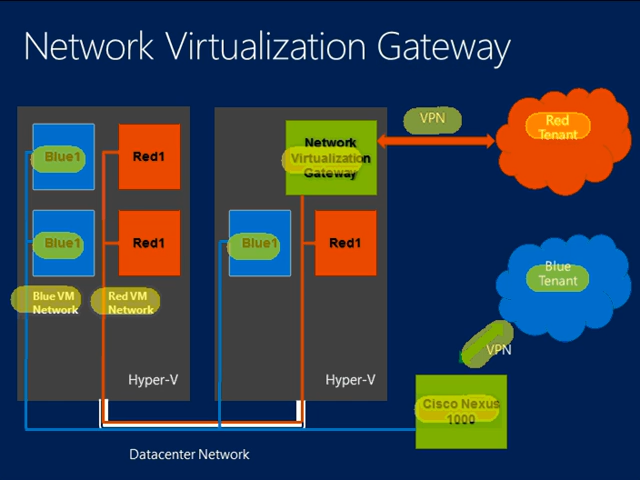 Network Virtualization Gateway
Blue1
Red1
Network
Virtualization
Gateway
VPN
Red
Tenant
Blue1
Red1
Blue1
Red1
Blue
Tenant
Blue VM
Network
Red VM
Network
VPN
Hyper-V
Hyper-V
Cisco Nexus
1000
Datacenter Network